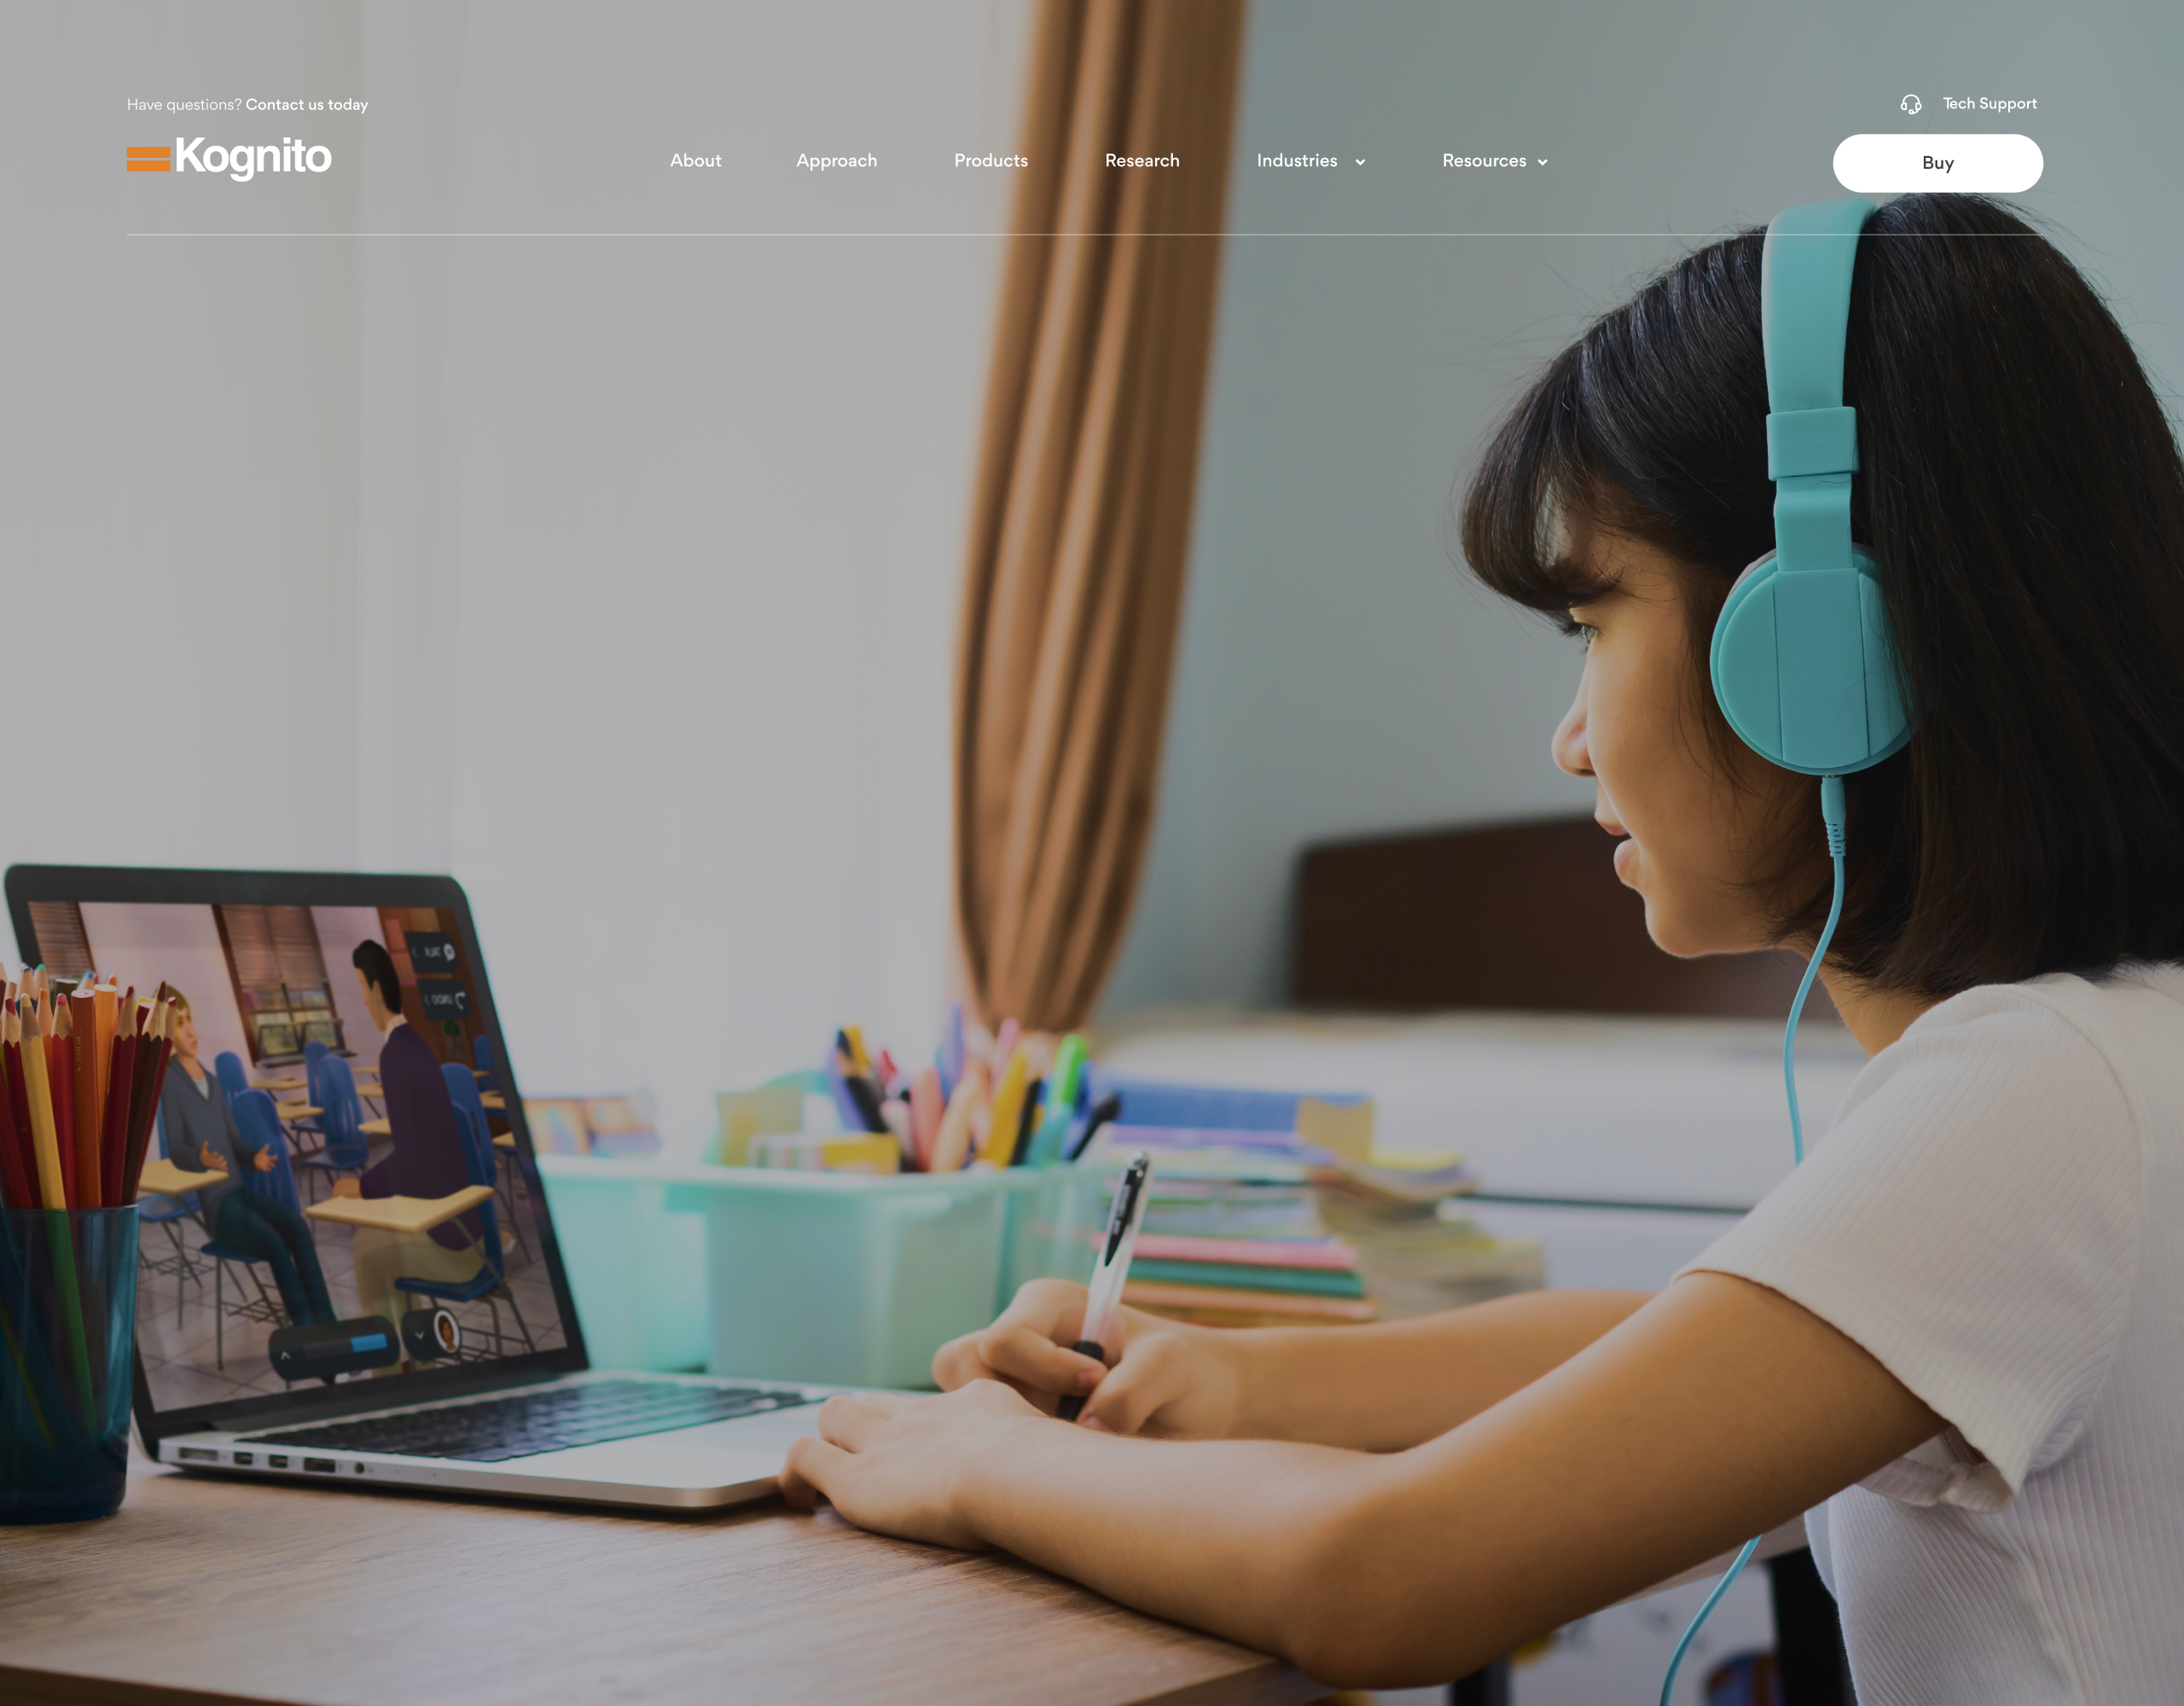 Have questions? Contact us today
Tech Support
Kognito
About Approach Products Research Industries Resources
Buy